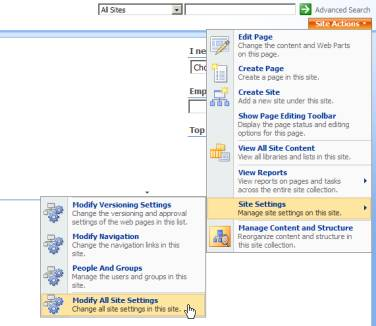 All Sites
Advanced Search
Site Actions
I ne
Cho
Emp
Top
Edit Page
Change the content and Web Parts
on this page.
Create Page
Create a page in this site.
Create Site
Add a new site under this site.
Show Page Editing Toolbar
Display the page status and editing
options for this page.
View All Site Content
View all libraries and lists in this site.
View Reports
View reports on pages and tasks
across the entire site collection.
Site Settings
Manage site settings on this site.
Manage Content and Structure
Reorganize content and structure in
this site collection.
Modify Versioning Settings
Change the versioning and approval
settings of the web pages in this list.
Modify Navigation
Change the navigation links in this
site.
People And Groups
Manage the users and groups in this
site.
Modify All Site Settings
Change all site settings in this site.